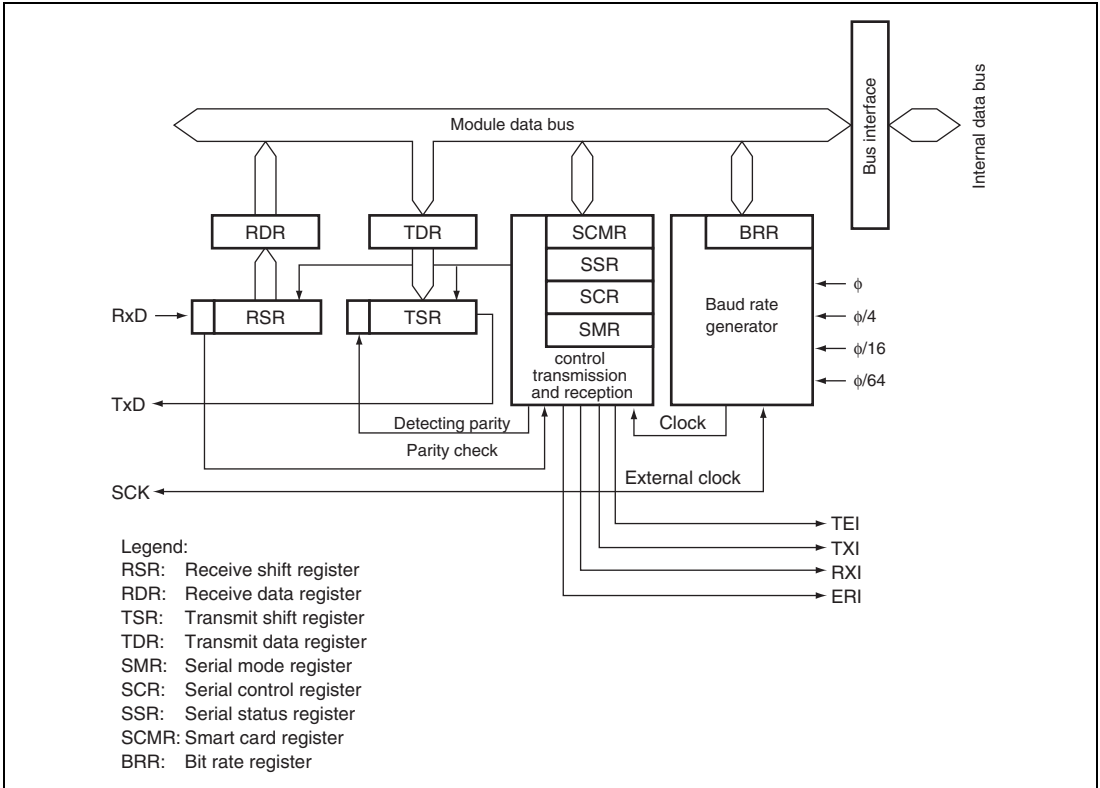 Module data bus
Bus interface
Internal data bus
RDR
TDR
SCMR
BRR
SSR
SCR
SMR
RxD
RSR
TSR
control
transmission
and reception
Baud rate
generator
ϕ
ϕ/4
ϕ/16
ϕ/64
TxD
Detecting parity
Clock
Parity check
SCK
External clock
TEI
TXI
RXI
ERI
Legend:
RSR: Receive shift register
RDR: Receive data register
TSR: Transmit shift register
TDR: Transmit data register
SMR: Serial mode register
SCR: Serial control register
SSR: Serial status register
SCMR: Smart card register
BRR: Bit rate register